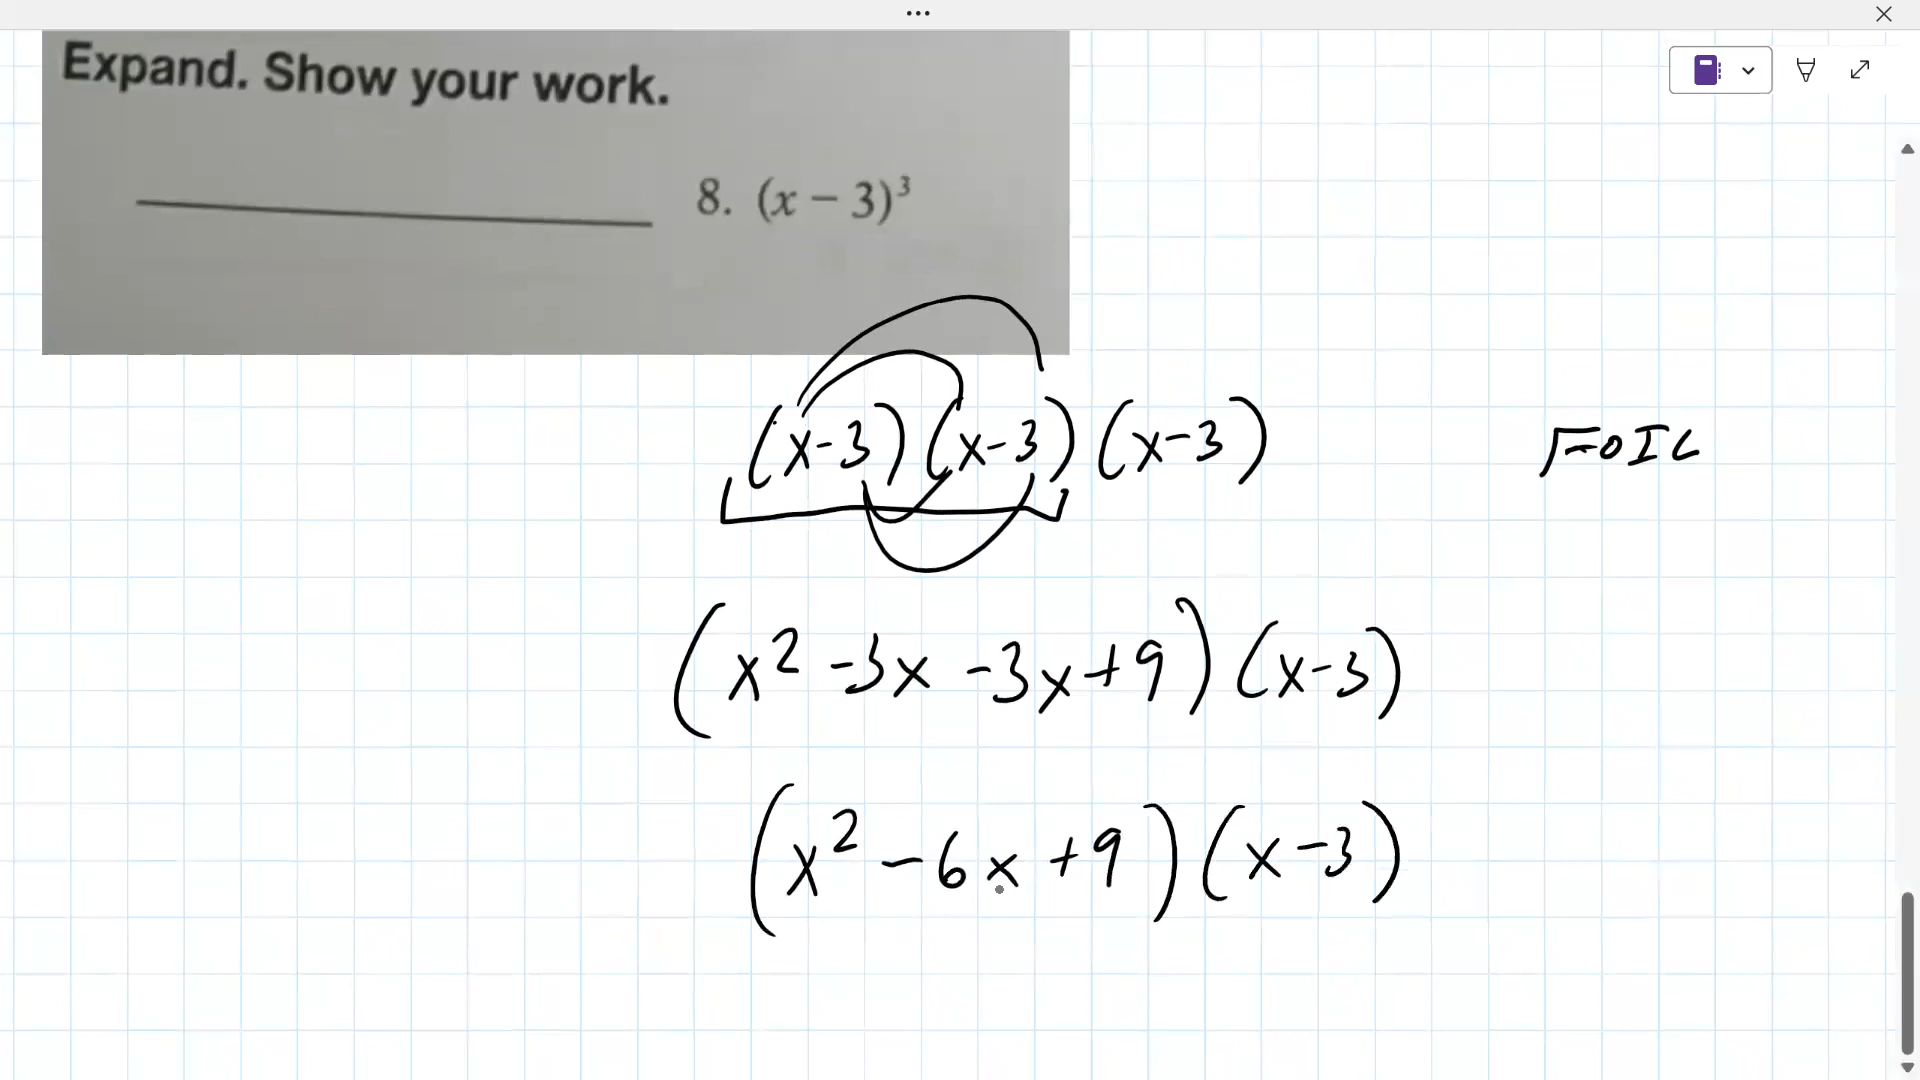 Expand. Show your work.
8. (x − 3)³
(x-3)(x-3)(x-3)
FOIL
(x² -3x -3x+9)(x-3)
(x² - 6x +9)(x-3)